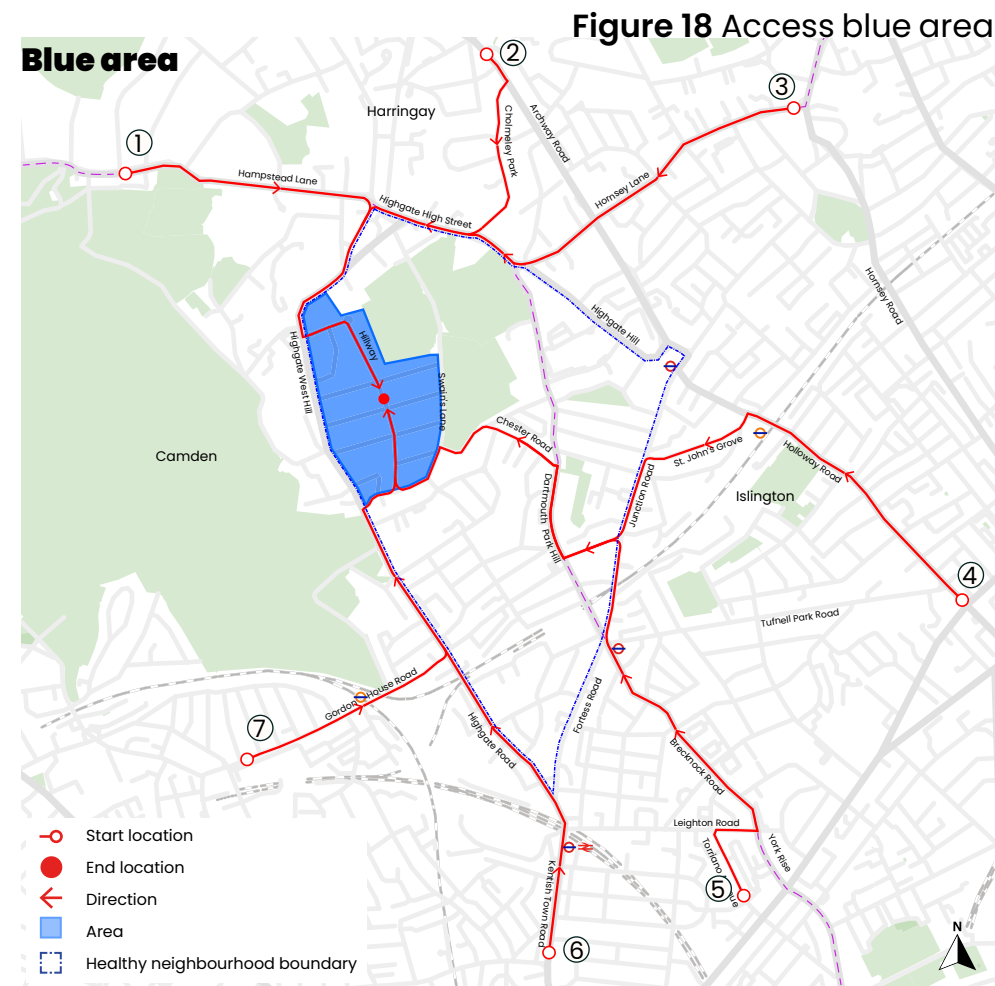 Figure 18 Access blue area
Blue area
②
③
Harringay
Cholmeley Park
Archway Road
①
Hampstead Lane
Hornsey Lane
Highgate High Street
Hornsey Road
Highgate Hill
Highgate West Hill
Hillway
Swain's Lane
Chester Road
St. John's Grove
Holloway Road
Camden
Junction Road
Islington
Dartmouth Park Hill
④
Tufnell Park Road
Gordon House Road
Fortess Road
⑦
Highgate Road
Brecknock Road
Leighton Road
York Rise
Kentish Town Road
⑤
⑥
Start location
End location
Direction
Area
Healthy neighbourhood boundary
N